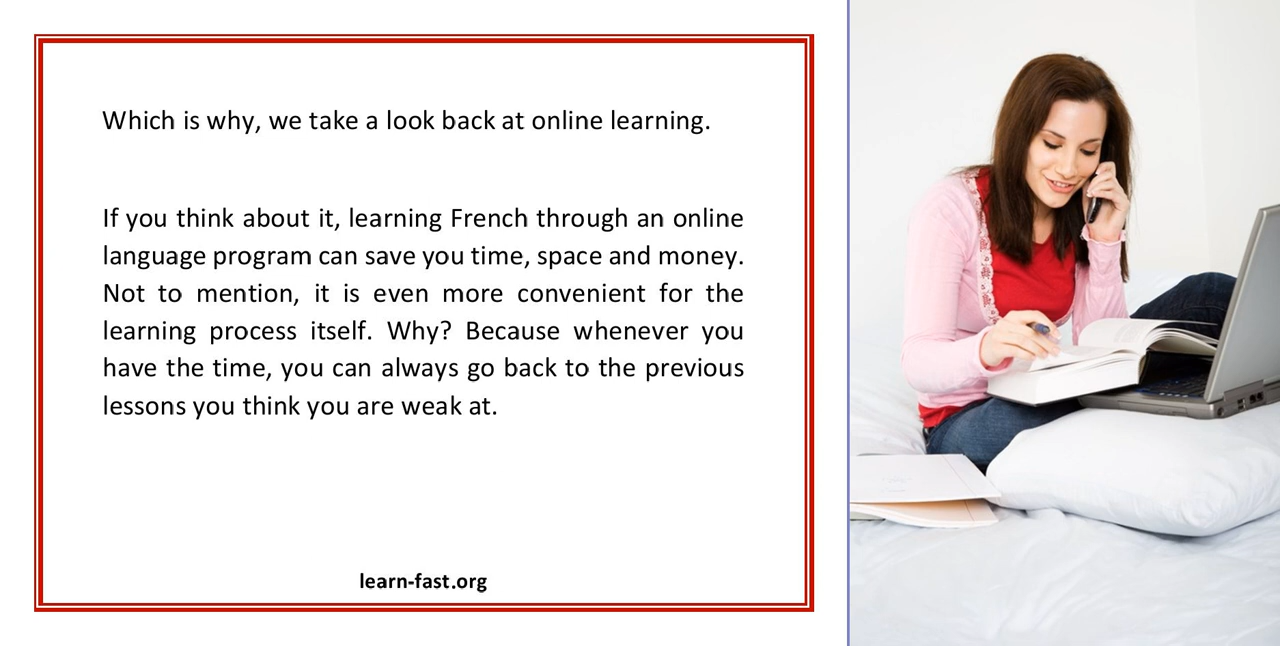 Which is why, we take a look back at online learning.
If you think about it, learning French through an online
language program can save you time, space and money.
Not to mention, it is even more convenient for the
learning process itself. Why? Because whenever you
have the time, you can always go back to the previous
lessons you think you are weak at.
learn-fast.org